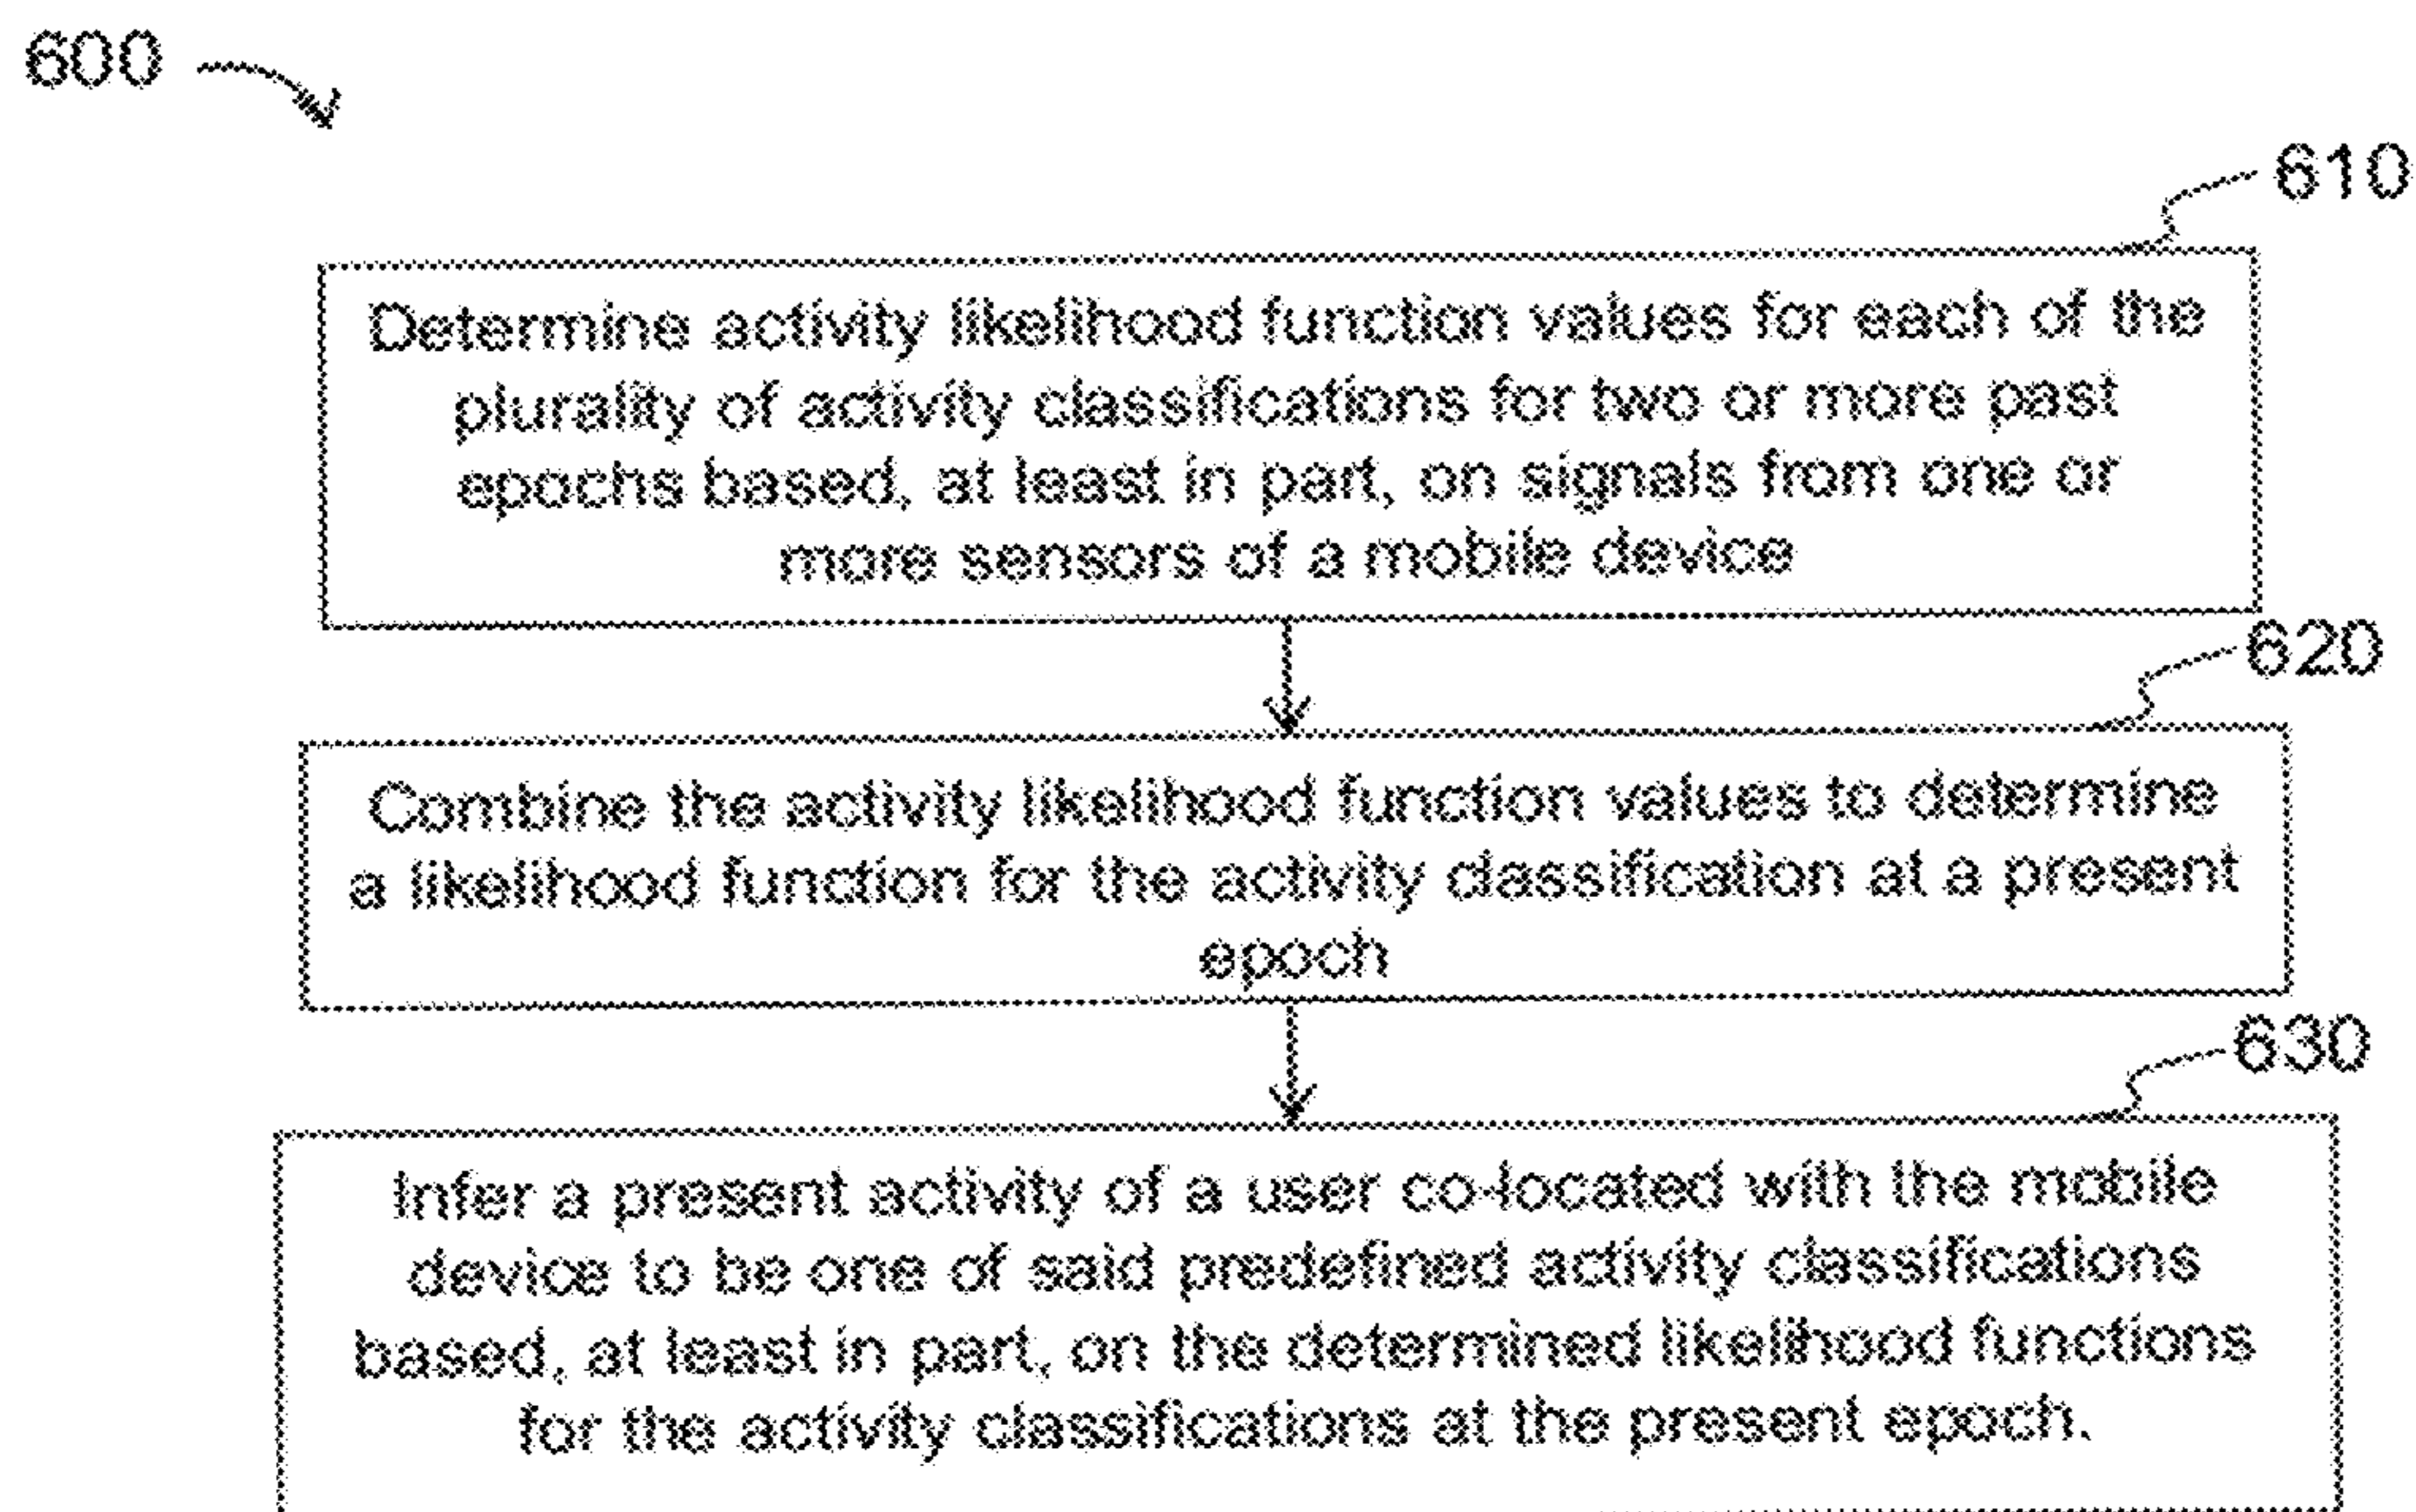 600
610
Determine activity likelihood function values for each of the
plurality of activity classifications for two or more past
epochs based, at least in part, on signals from one or
more sensors of a mobile device
620
Combine the activity likelihood function values to determine
a likelihood function for the activity classification at a present
epoch
630
Infer a present activity of a user co-located with the mobile
device to be one of said predefined activity classifications
based, at least in part, on the determined likelihood functions
for the activity classifications at the present epoch.